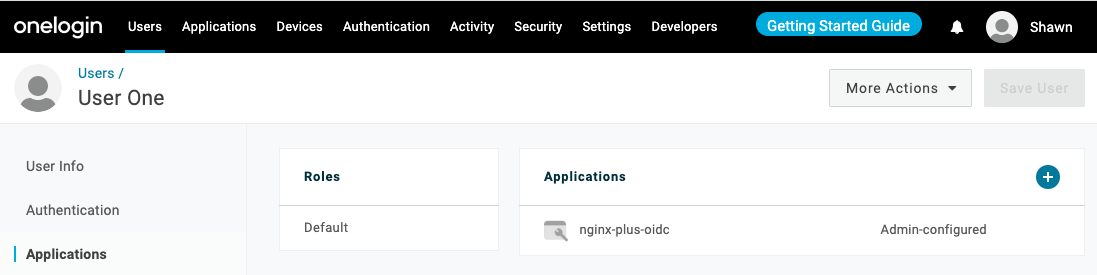 onelogin Users Applications Devices Authentication Activity Security Settings Developers Getting Started Guide Shawn
Users /
User One
More Actions Save User
User Info
Authentication
Applications
Roles
Default
Applications
nginx-plus-oidc Admin-configured